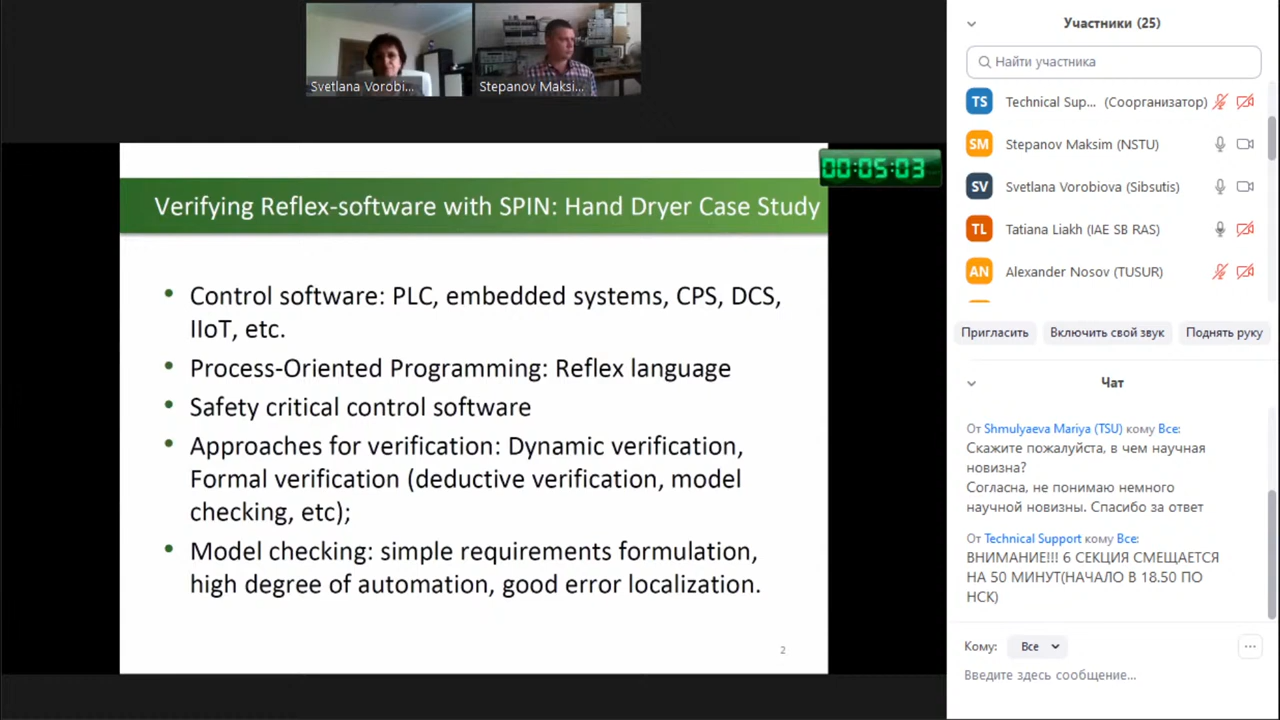 Svetlana Vorobi...
Stepanov Maksi...
00:05:03
Verifying Reflex-software with SPIN: Hand Dryer Case Study
• Control software: PLC, embedded systems, CPS, DCS,
IIoT, etc.
• Process-Oriented Programming: Reflex language
• Safety critical control software
• Approaches for verification: Dynamic verification,
Formal verification (deductive verification, model
checking, etc);
• Model checking: simple requirements formulation,
high degree of automation, good error localization.
2
Участники (25)
Найти участника
TS Technical Sup... (Соорганизатор)
SM Stepanov Maksim (NSTU)
SV Svetlana Vorobiova (Sibsutis)
TL Tatiana Liakh (IAE SB RAS)
AN Alexander Nosov (TUSUR)
Пригласить Включить свой звук Поднять руку
Чат
От Shmulyaeva Mariya (TSU) кому Все:
Скажите пожалуйста, в чем научная
новизна?
Согласна, не понимаю немного
научной новизны. Спасибо за ответ
От Technical Support кому Все:
ВНИМАНИЕ!!! 6 СЕКЦИЯ СМЕЩАЕТСЯ
НА 50 МИНУТ(НАЧАЛО В 18.50 ПО
НСК)
Кому: Все
Введите здесь сообщение...